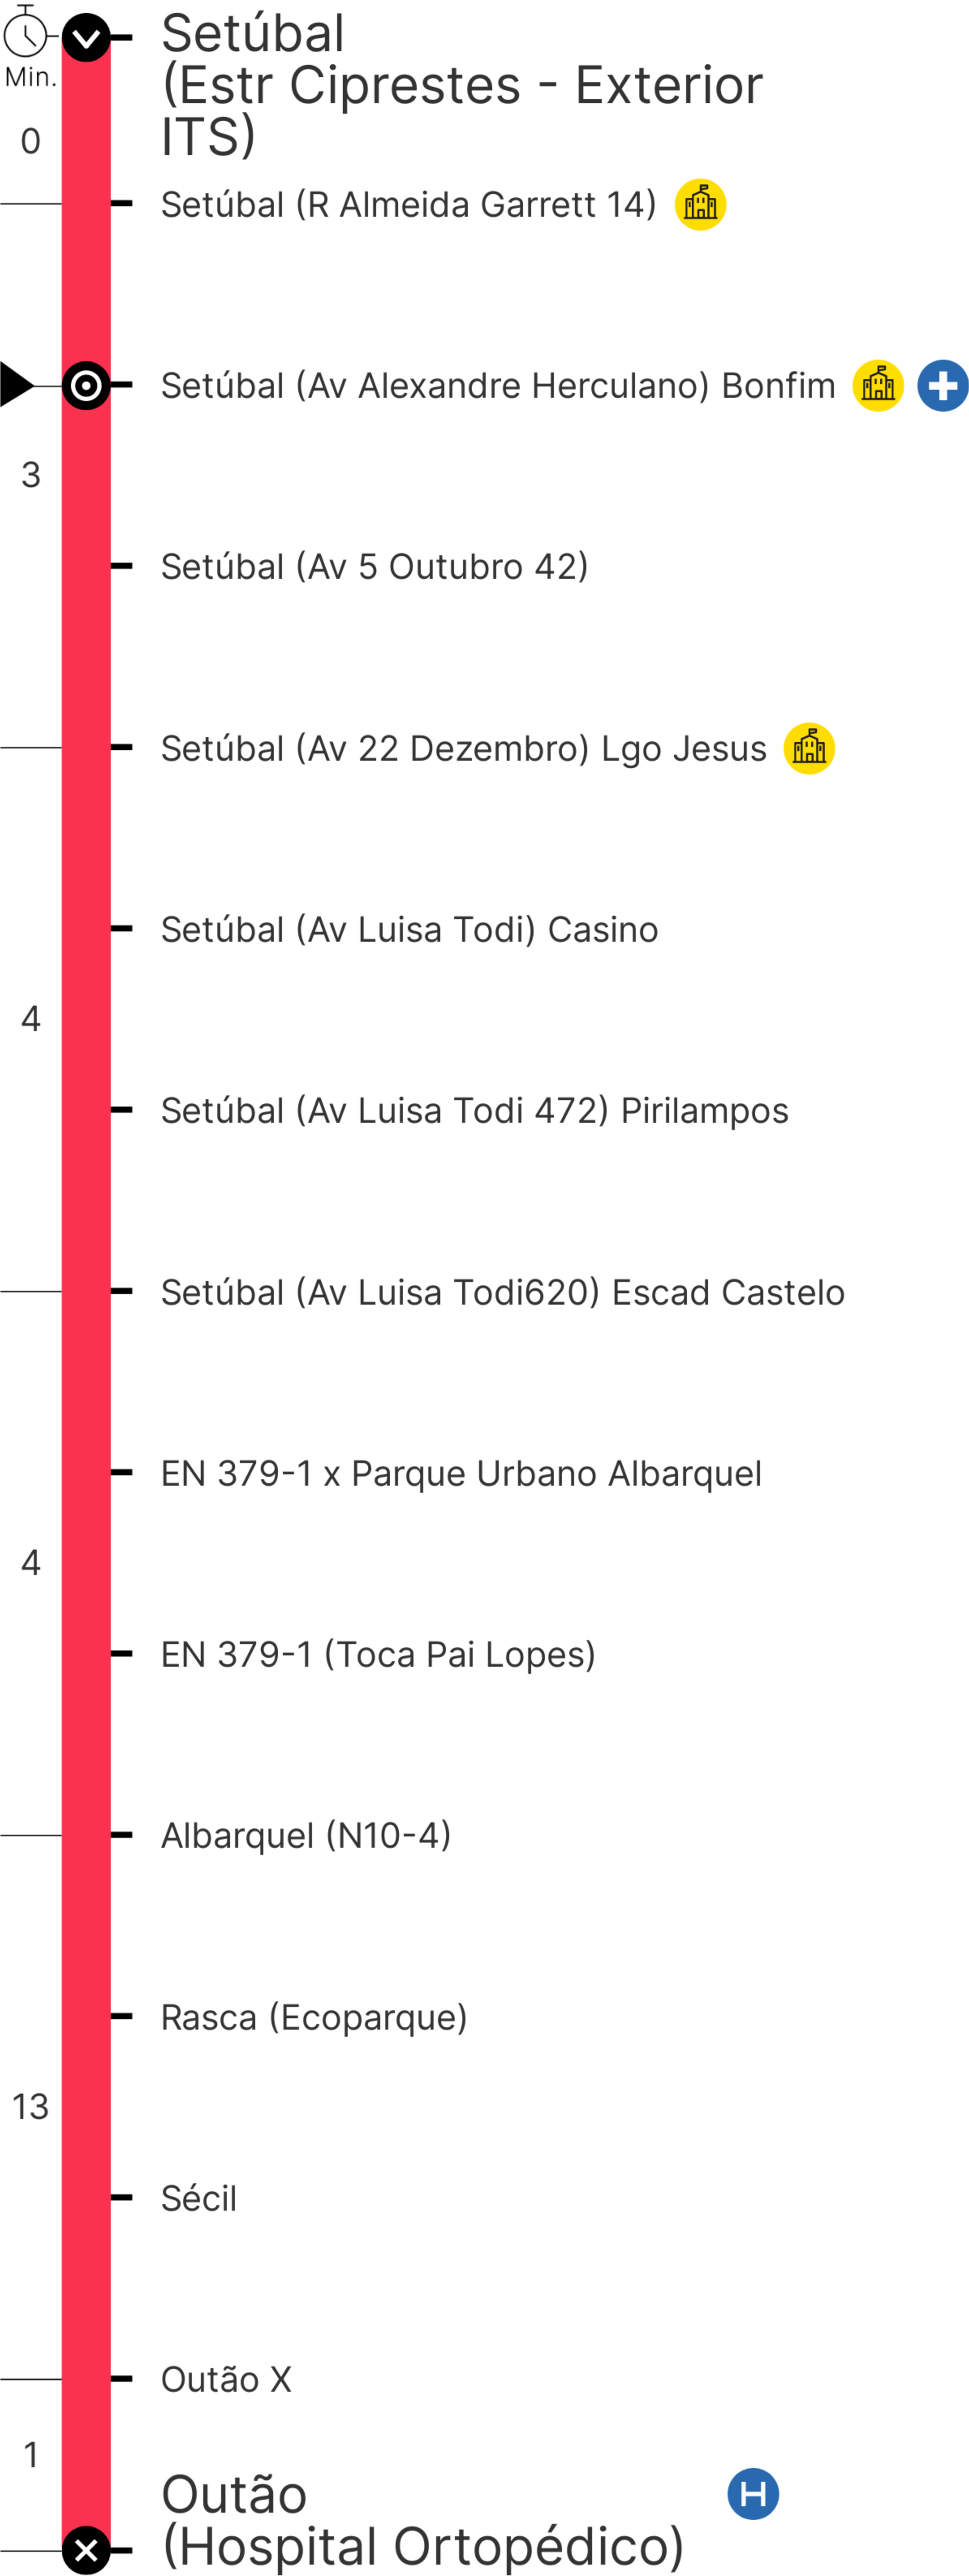 Setúbal
(Estr Ciprestes - Exterior
ITS)
Min.
0
Setúbal (R Almeida Garrett 14)
Setúbal (Av Alexandre Herculano) Bonfim
3
Setúbal (Av 5 Outubro 42)
Setúbal (Av 22 Dezembro) Lgo Jesus
Setúbal (Av Luisa Todi) Casino
4
Setúbal (Av Luisa Todi 472) Pirilampos
Setúbal (Av Luisa Todi620) Escad Castelo
EN 379-1 x Parque Urbano Albarquel
4
EN 379-1 (Toca Pai Lopes)
Albarquel (N10-4)
Rasca (Ecoparque)
13
Sécil
Outão X
1
Outão
H
(Hospital Ortopédico)